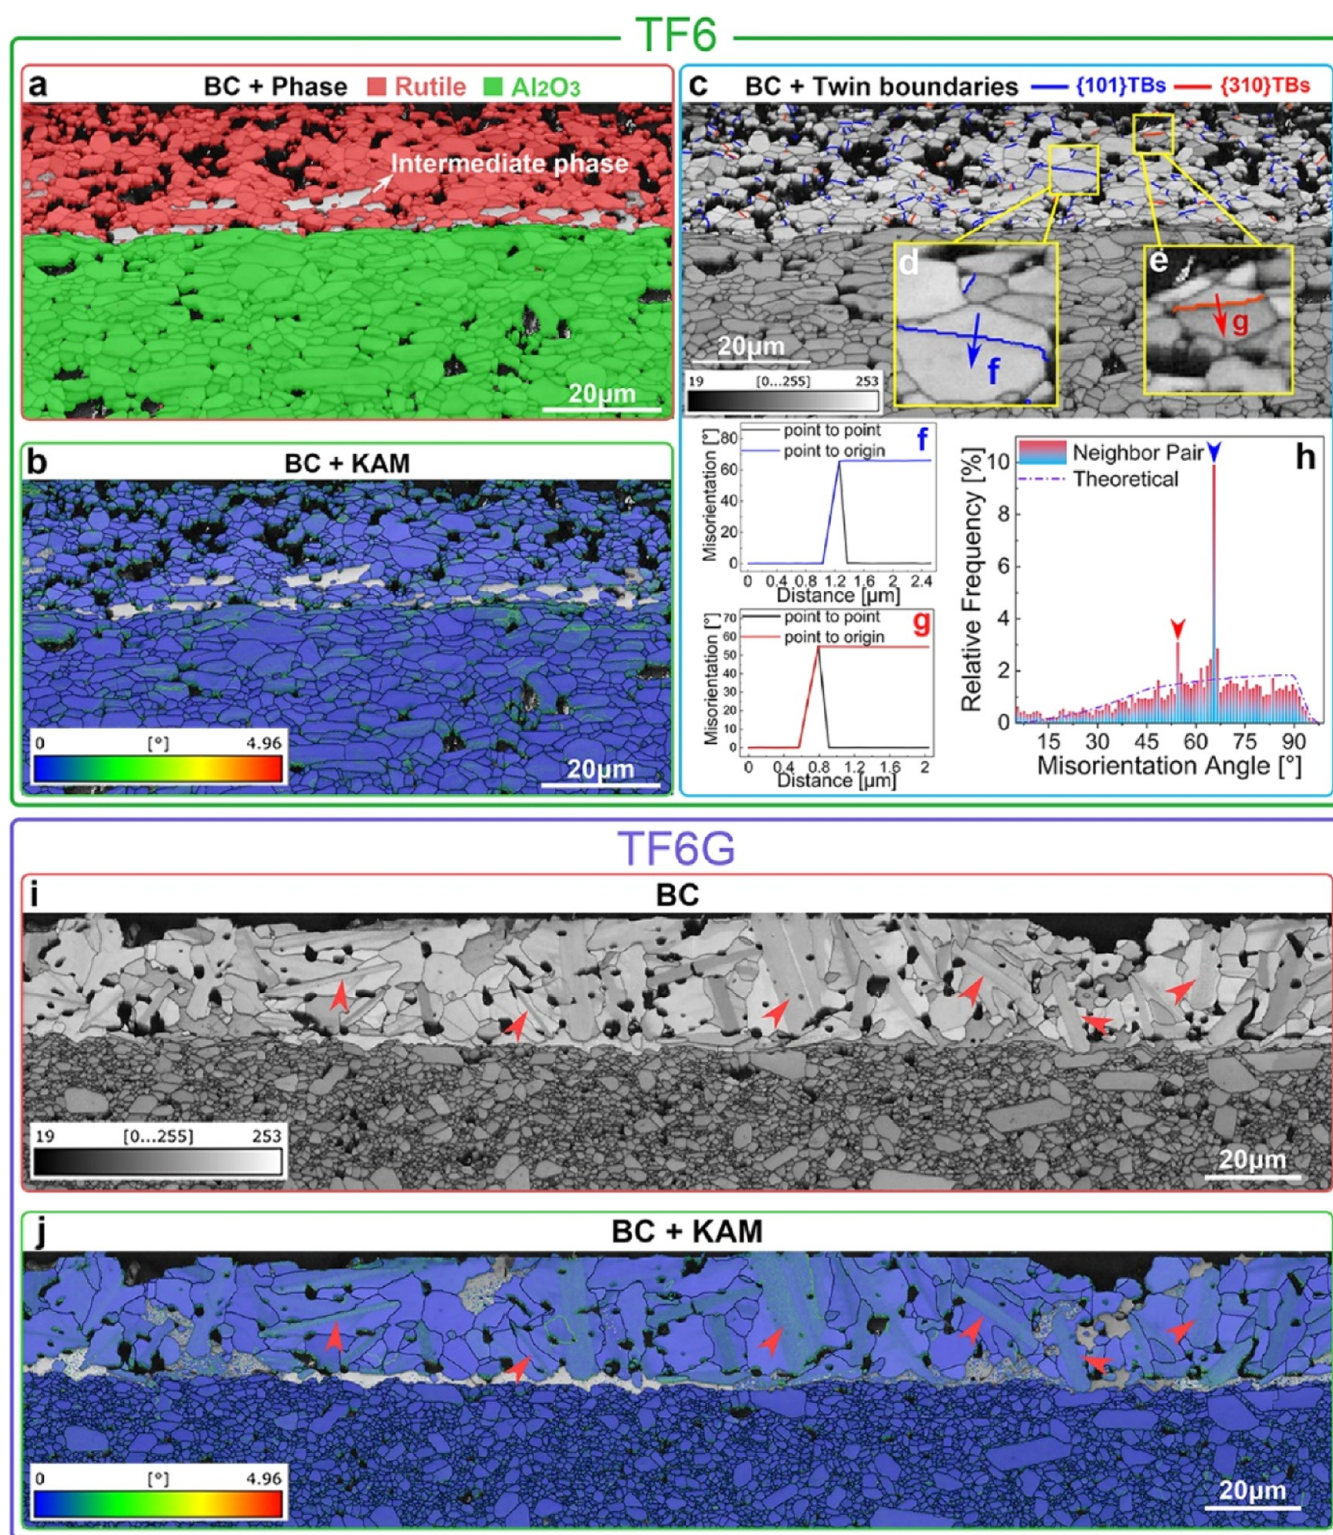 TF6
a BC + Phase Rutile Al₂O₃
Intermediate phase
20μm
b BC + KAM
0 [°] 4.96
20μm
c BC + Twin boundaries {101}TBs {310}TBs
d
e
f
g
20μm
19 [0...255] 253
point to point
point to origin
f
Misorientation [°]
80
60
40
20
0
0 0.4 0.8 1.2 1.6 2 2.4
Distance [μm]
point to point
point to origin
g
Misorientation [°]
70
60
50
40
30
20
10
0
0 0.4 0.8 1.2 1.6 2
Distance [μm]
h
Neighbor Pair
Theoretical
Relative Frequency [%]
10
8
6
4
2
0
15 30 45 60 75 90
Misorientation Angle [°]
TF6G
i BC
19 [0...255] 253
20μm
j BC + KAM
0 [°] 4.96
20μm